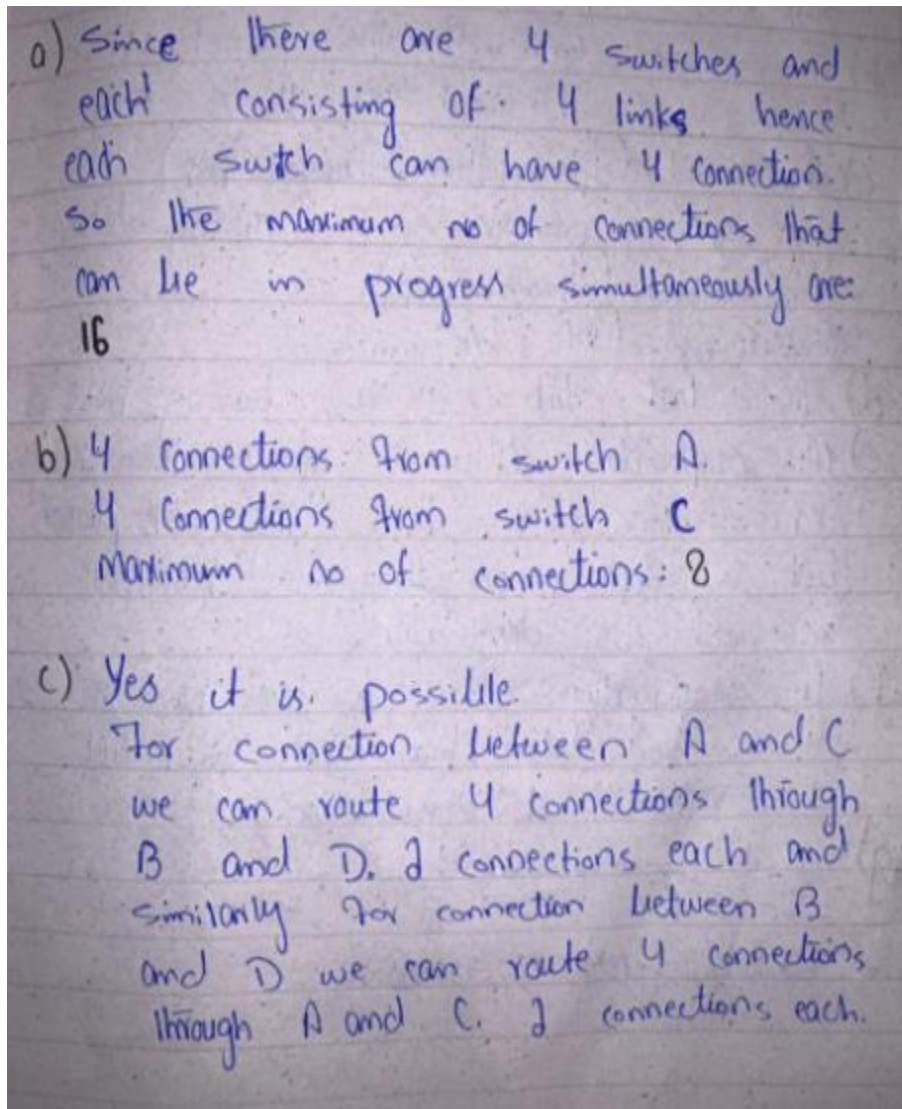 a) Since there are 4 switches and
each consisting of 4 links hence
each swtch can have 4 connection.
So the maximum no of connections that
can be in progress simultaneously are:
16
b) 4 Connections from switch A.
4 Connections from switch C
Maximum no of connections: 8
c) Yes it is possible.
For connection between A and C
we can route 4 connections through
B and D. 2 connections each and
similarly for connection between B
and D we can route 4 connections
through A and C. 2 connections each.